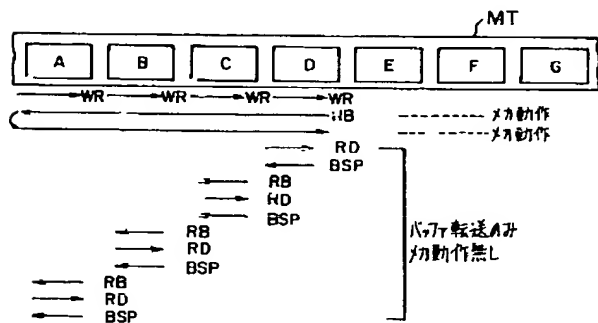 MT
A B C D E F G
WR WR WR WR
RB メカ動作
メカ動作
RD
BSP
RB
RD
BSP
バッファ転送のみ
メカ動作無し
RB
RD
BSP
RB
RD
BSP